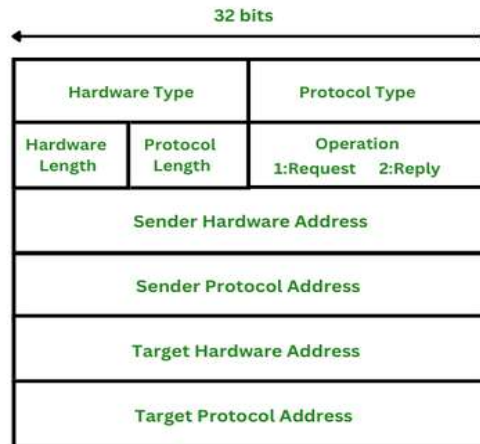 32 bits
Hardware Type Protocol Type
Hardware Length Protocol Length Operation
1:Request 2:Reply
Sender Hardware Address
Sender Protocol Address
Target Hardware Address
Target Protocol Address